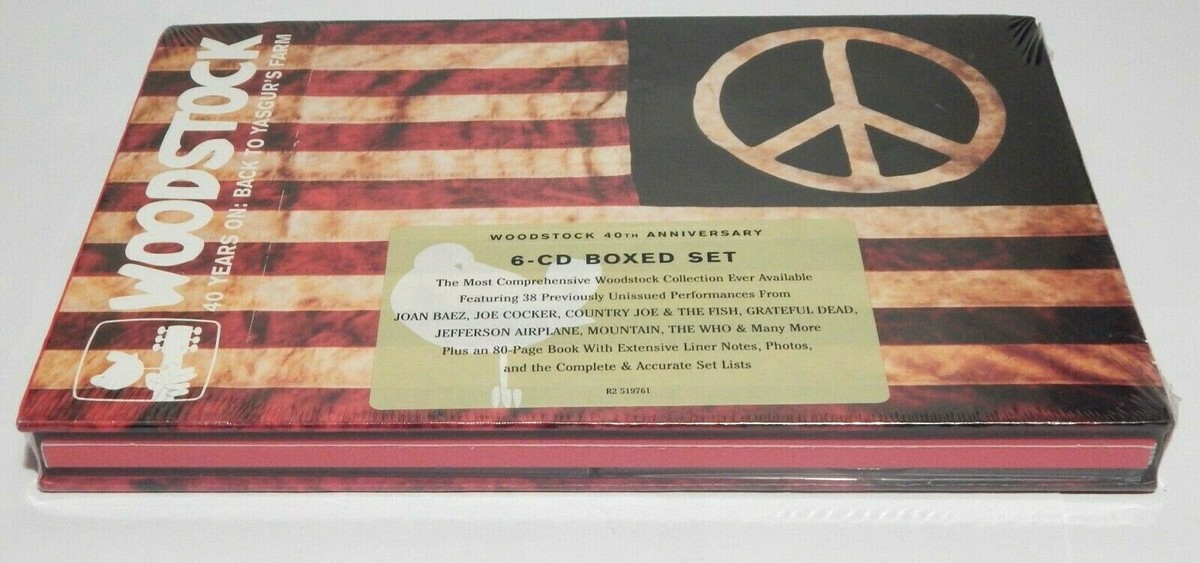 WOODSTOCK
40 YEARS ON: BACK TO YASGUR'S FARM
WOODSTOCK 40TH ANNIVERSARY
6-CD BOXED SET
The Most Comprehensive Woodstock Collection Ever Available
Featuring 38 Previously Unissued Performances From
JOAN BAEZ, JOE COCKER, COUNTRY JOE & THE FISH, GRATEFUL DEAD,
JEFFERSON AIRPLANE, MOUNTAIN, THE WHO & Many More
Plus an 80-Page Book With Extensive Liner Notes, Photos,
and the Complete & Accurate Set Lists
R2 519761